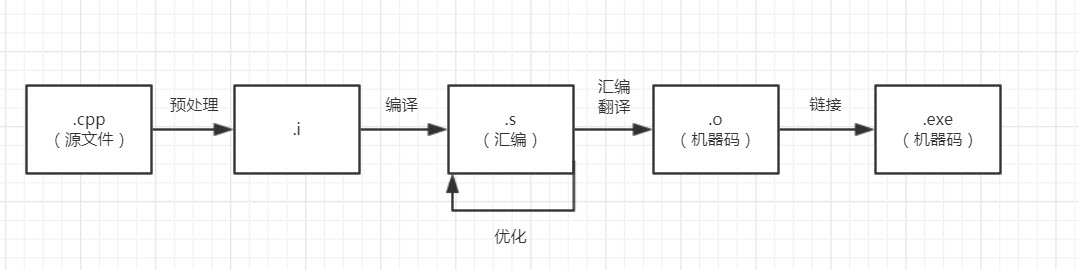 .cpp
（源文件）
预处理
.i
编译
.s
（汇编）
优化
汇编
翻译
.o
（机器码）
链接
.exe
（机器码）